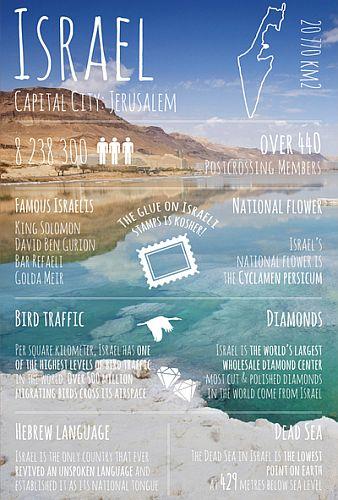 Israel
Capital City: Jerusalem
20770 KM2
8 238 300
over 440
Postcrossing Members
Famous Israelis
King Solomon
David Ben Gurion
Bar Refaeli
Golda Meir
The glue on Israeli
stamps is kosher!
National Flower
Israel's
national flower is
the Cyclamen persicum
Bird traffic
Per square kilometer, Israel has one
of the highest levels of bird traffic
in the world. Over 500 million
migrating birds cross its airspace
Diamonds
Israel is the world's largest
wholesale diamond center
most cut & polished diamonds
in the world come from Israel
Hebrew language
Israel is the only country that ever
revived an unspoken language and
established it as its national tongue
Dead Sea
The Dead Sea in Israel is the lowest
point on earth
at 429 metres below sea level